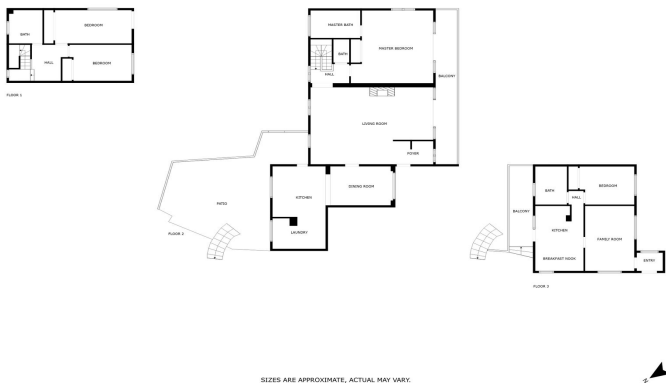 BATH
BEDROOM
HALL
BEDROOM
FLOOR 1
MASTER BATH
BATH
MASTER BEDROOM
HALL
BALCONY
LIVING ROOM
FOYER
PATIO
KITCHEN
DINING ROOM
LAUNDRY
FLOOR 2
BATH
BEDROOM
HALL
BALCONY
KITCHEN
FAMILY ROOM
BREAKFAST NOOK
ENTRY
FLOOR 3
SIZES ARE APPROXIMATE, ACTUAL MAY VARY.
N